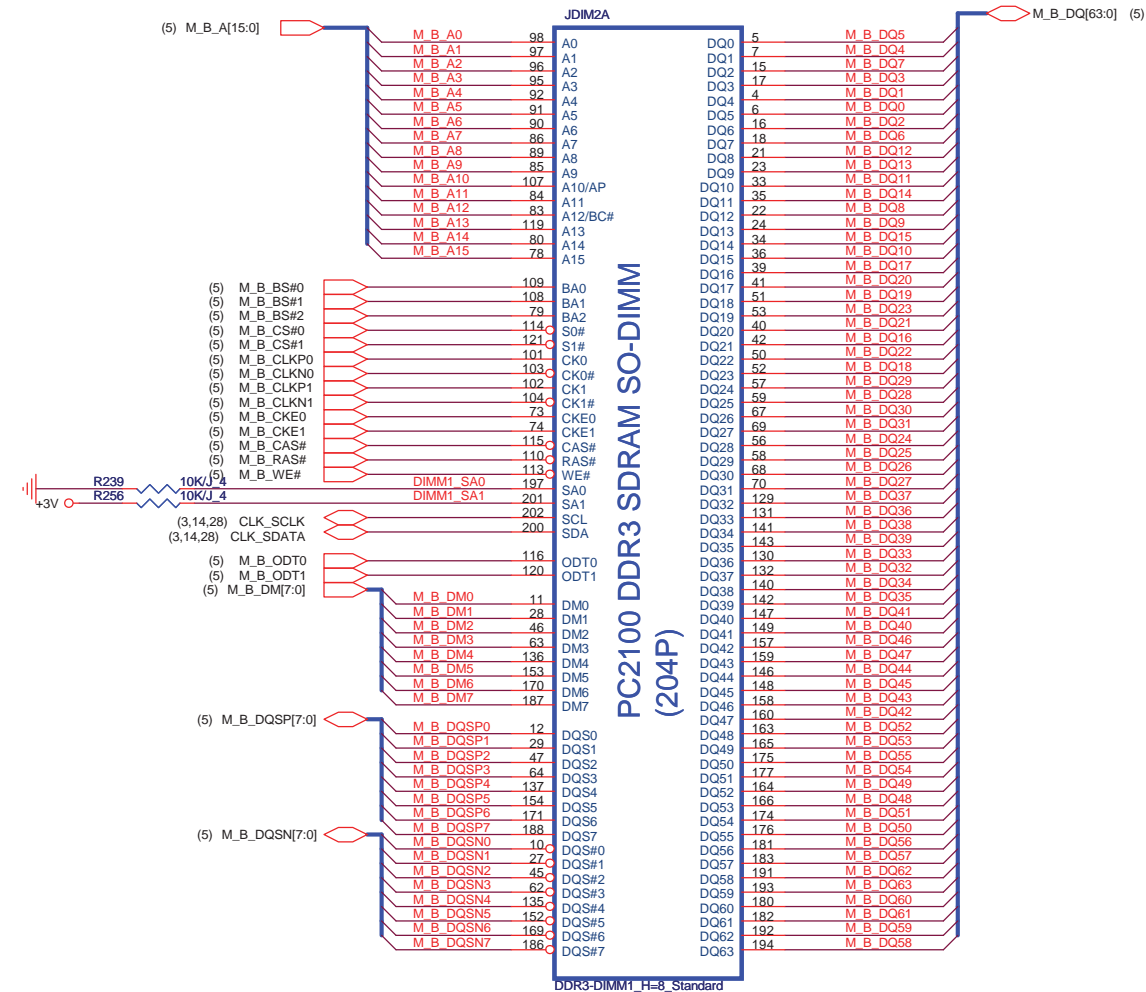 JDIM2A
(5) M_B_A[15:0]
M_B_DQ[63:0] (5)
M_B_A0 98 A0 DQ0 5 M_B_DQ5
M_B_A1 97 A1 DQ1 7 M_B_DQ4
M_B_A2 96 A2 DQ2 15 M_B_DQ7
M_B_A3 95 A3 DQ3 17 M_B_DQ3
M_B_A4 92 A4 DQ4 4 M_B_DQ1
M_B_A5 91 A5 DQ5 6 M_B_DQ0
M_B_A6 90 A6 DQ6 16 M_B_DQ2
M_B_A7 86 A7 DQ7 18 M_B_DQ6
M_B_A8 89 A8 DQ8 21 M_B_DQ12
M_B_A9 85 A9 DQ9 23 M_B_DQ13
M_B_A10 107 A10/AP DQ10 33 M_B_DQ11
M_B_A11 84 A11 DQ11 35 M_B_DQ14
M_B_A12 83 A12/BC# DQ12 22 M_B_DQ8
M_B_A13 119 A13 DQ13 24 M_B_DQ9
M_B_A14 80 A14 DQ14 34 M_B_DQ15
M_B_A15 78 A15 DQ15 36 M_B_DQ10
DQ16 39 M_B_DQ17
(5) M_B_BS#0 109 BA0 DQ17 41 M_B_DQ20
(5) M_B_BS#1 108 BA1 DQ18 51 M_B_DQ19
(5) M_B_BS#2 79 BA2 DQ19 53 M_B_DQ23
(5) M_B_CS#0 114 S0# DQ20 40 M_B_DQ21
(5) M_B_CS#1 121 S1# DQ21 42 M_B_DQ16
(5) M_B_CLKP0 101 CK0 DQ22 50 M_B_DQ22
(5) M_B_CLKN0 103 CK0# DQ23 52 M_B_DQ18
(5) M_B_CLKP1 102 CK1 DQ24 57 M_B_DQ29
(5) M_B_CLKN1 104 CK1# DQ25 59 M_B_DQ28
(5) M_B_CKE0 73 CKE0 DQ26 67 M_B_DQ30
(5) M_B_CKE1 74 CKE1 DQ27 69 M_B_DQ31
(5) M_B_CAS# 115 CAS# DQ28 56 M_B_DQ24
(5) M_B_RAS# 110 RAS# DQ29 58 M_B_DQ25
(5) M_B_WE# 113 WE# DQ30 68 M_B_DQ26
R239 10K/J_4 DIMM1_SA0 197 SA0 DQ31 70 M_B_DQ27
+3V R256 10K/J_4 DIMM1_SA1 201 SA1 DQ32 129 M_B_DQ37
(3,14,28) CLK_SCLK 202 SCL DQ33 131 M_B_DQ36
(3,14,28) CLK_SDATA 200 SDA DQ34 141 M_B_DQ38
DQ35 143 M_B_DQ39
(5) M_B_ODT0 116 ODT0 DQ36 130 M_B_DQ33
(5) M_B_ODT1 120 ODT1 DQ37 132 M_B_DQ32
(5) M_B_DM[7:0] DQ38 140 M_B_DQ34
M_B_DM0 11 DM0 DQ39 142 M_B_DQ35
M_B_DM1 28 DM1 DQ40 147 M_B_DQ41
M_B_DM2 46 DM2 DQ41 149 M_B_DQ40
M_B_DM3 63 DM3 DQ42 157 M_B_DQ46
M_B_DM4 136 DM4 DQ43 159 M_B_DQ47
M_B_DM5 153 DM5 DQ44 146 M_B_DQ44
M_B_DM6 170 DM6 DQ45 148 M_B_DQ45
M_B_DM7 187 DM7 DQ46 158 M_B_DQ43
(5) M_B_DQSP[7:0] DQ47 160 M_B_DQ42
M_B_DQSP0 12 DQS0 DQ48 163 M_B_DQ52
M_B_DQSP1 29 DQS1 DQ49 165 M_B_DQ53
M_B_DQSP2 47 DQS2 DQ50 175 M_B_DQ55
M_B_DQSP3 64 DQS3 DQ51 177 M_B_DQ54
M_B_DQSP4 137 DQS4 DQ52 164 M_B_DQ49
M_B_DQSP5 154 DQS5 DQ53 166 M_B_DQ48
M_B_DQSP6 171 DQS6 DQ54 174 M_B_DQ51
M_B_DQSP7 188 DQS7 DQ55 176 M_B_DQ50
(5) M_B_DQSN[7:0]
M_B_DQSN0 10 DQS#0 DQ56 181 M_B_DQ56
M_B_DQSN1 27 DQS#1 DQ57 183 M_B_DQ57
M_B_DQSN2 45 DQS#2 DQ58 191 M_B_DQ62
M_B_DQSN3 62 DQS#3 DQ59 193 M_B_DQ63
M_B_DQSN4 135 DQS#4 DQ60 180 M_B_DQ60
M_B_DQSN5 152 DQS#5 DQ61 182 M_B_DQ61
M_B_DQSN6 169 DQS#6 DQ62 192 M_B_DQ59
M_B_DQSN7 186 DQS#7 DQ63 194 M_B_DQ58
PC2100 DDR3 SDRAM SO-DIMM
(204P)
DDR3-DIMM1_H=8_Standard